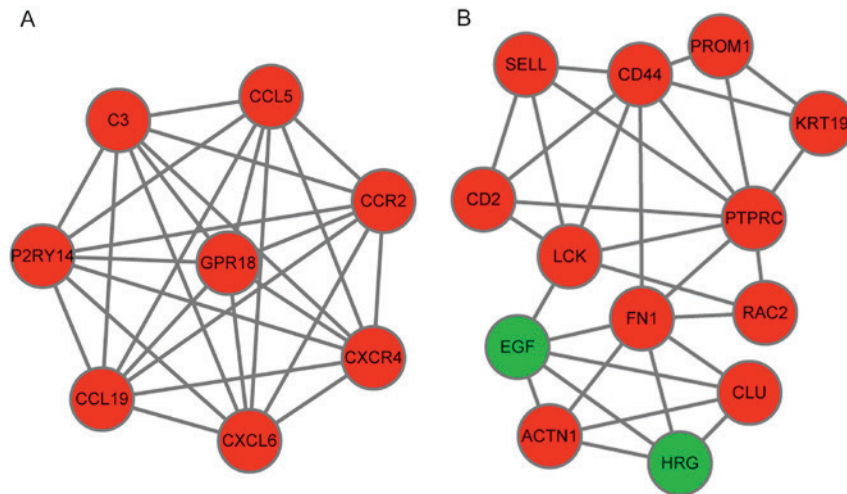 A
B
C3
CCL5
CCR2
P2RY14
GPR18
CXCR4
CCL19
CXCL6
PROM1
SELL
CD44
KRT19
CD2
PTPRC
LCK
RAC2
FN1
EGF
CLU
ACTN1
HRG